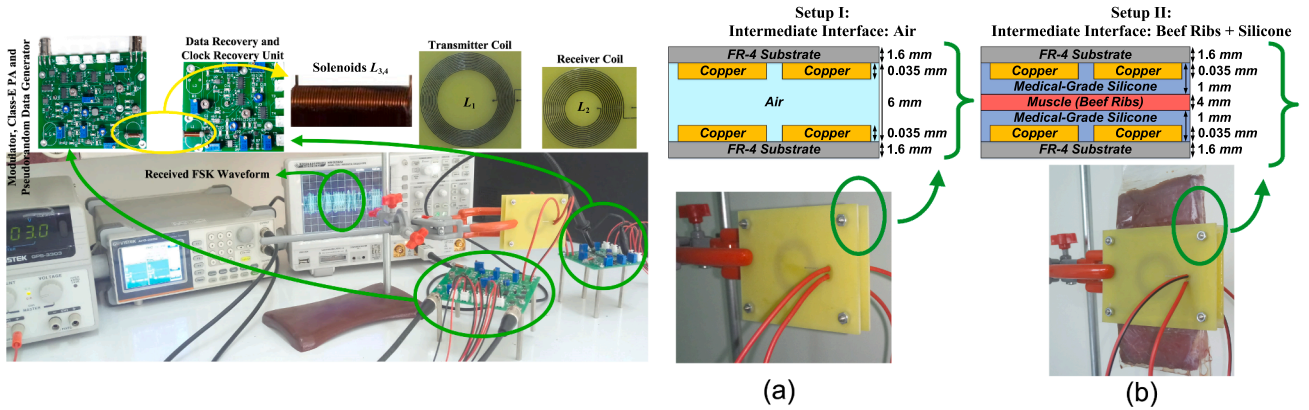 Modulator, Class-E PA and
Pseudorandom Data Generator
Data Recovery and
Clock Recovery Unit
Solenoids L3,4
Transmitter Coil
L1
Receiver Coil
L2
Received FSK Waveform
03.0
Setup I:
Intermediate Interface: Air
FR-4 Substrate
1.6 mm
Copper
Copper
0.035 mm
Air
6 mm
Copper
Copper
0.035 mm
FR-4 Substrate
1.6 mm
(a)
Setup II:
Intermediate Interface: Beef Ribs + Silicone
FR-4 Substrate
1.6 mm
Copper
Copper
0.035 mm
Medical-Grade Silicone
1 mm
Muscle (Beef Ribs)
4 mm
Medical-Grade Silicone
1 mm
Copper
Copper
0.035 mm
FR-4 Substrate
1.6 mm
(b)